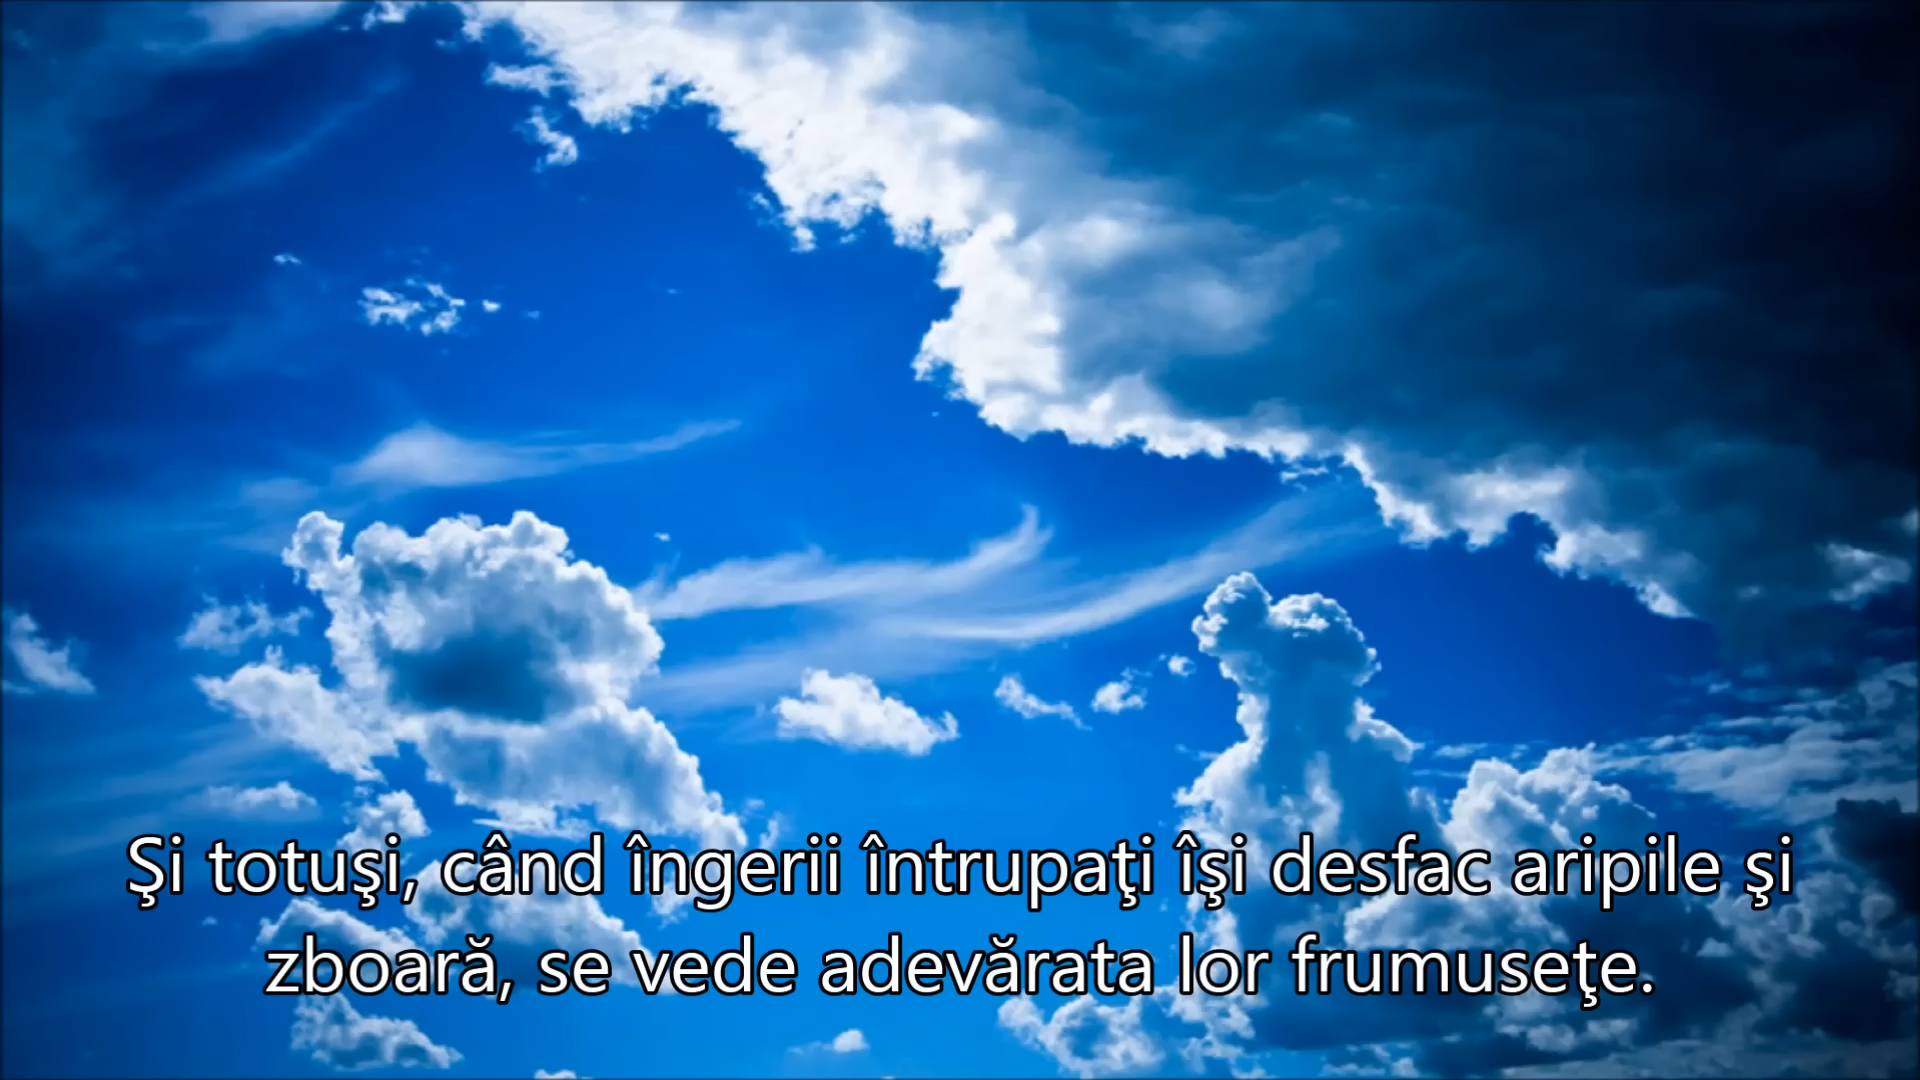 Şi totuşi, când îngerii întrupaţi îşi desfac aripile şi
zboară, se vede adevărata lor frumuseţe.